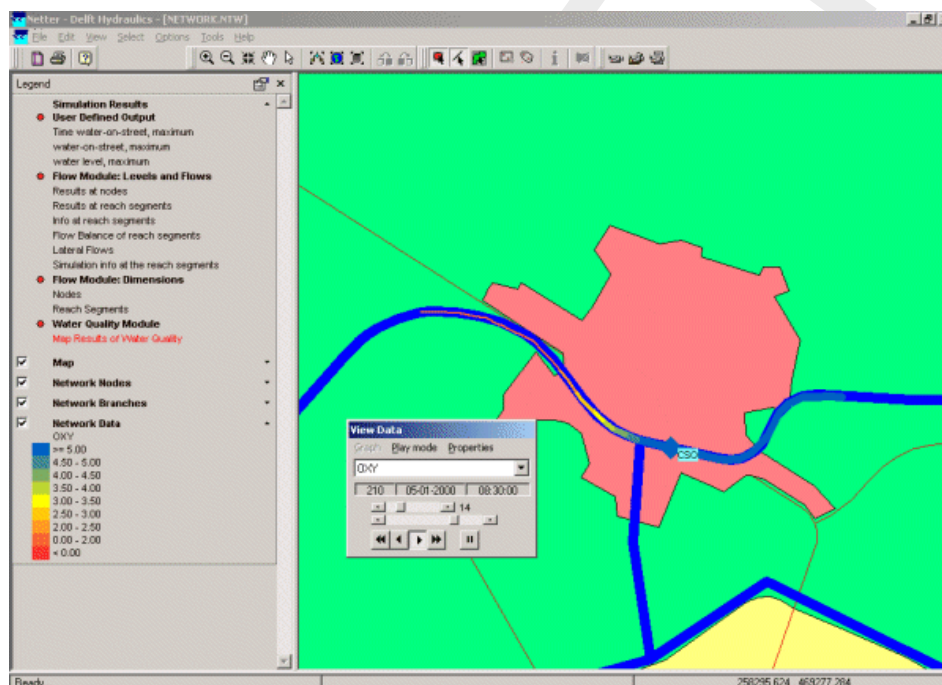 Netter - Delft Hydraulics - [NETWORK.NTW]
File Edit View Select Options Tools Help
Legend
Simulation Results
User Defined Output
Time water-on-street, maximum
water-on-street, maximum
water level, maximum
Flow Module: Levels and Flows
Results at nodes
Results at reach segments
Info at reach segments
Flow Balance of reach segments
Lateral Flows
Simulation info at the reach segments
Flow Module: Dimensions
Nodes
Reach Segments
Water Quality Module
Map Results of Water Quality
Map
Network Nodes
Network Branches
Network Data
OXY
>= 5.00
4.50 - 5.00
4.00 - 4.50
3.50 - 4.00
3.00 - 3.50
2.50 - 3.00
2.00 - 2.50
0.00 - 2.00
< 0.00
View Data
Graph Play mode Properties
OXY
210 05-01-2000 08:30:00
14
CSO
Ready
258295.624 469277.284